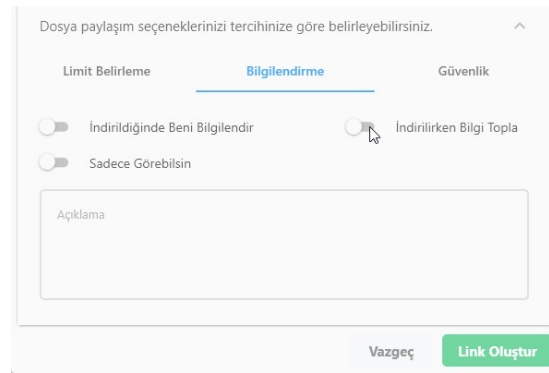 Dosya paylaşım seçeneklerinizi tercihinize göre belirleyebilirsiniz.
Limit Belirleme
Bilgilendirme
Güvenlik
İndirildiğinde Beni Bilgilendir
İndirilirken Bilgi Topla
Sadece Görebilsin
Açıklama
Vazgeç
Link Oluştur